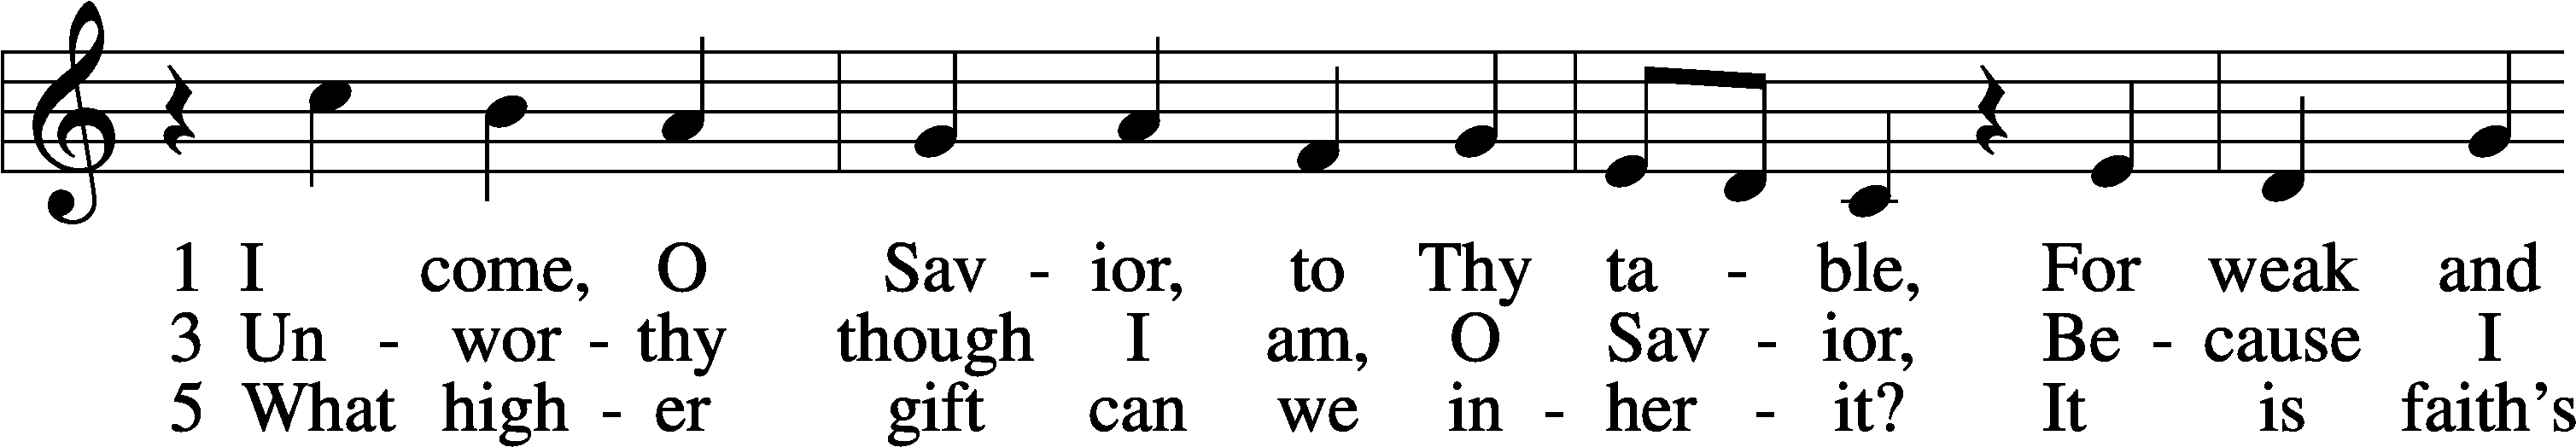 1 I come, O Sav - ior, to Thy ta - ble, For weak and
3 Un - wor - thy though I am, O Sav - ior, Be - cause I
5 What high - er gift can we in - her - it? It is faith's